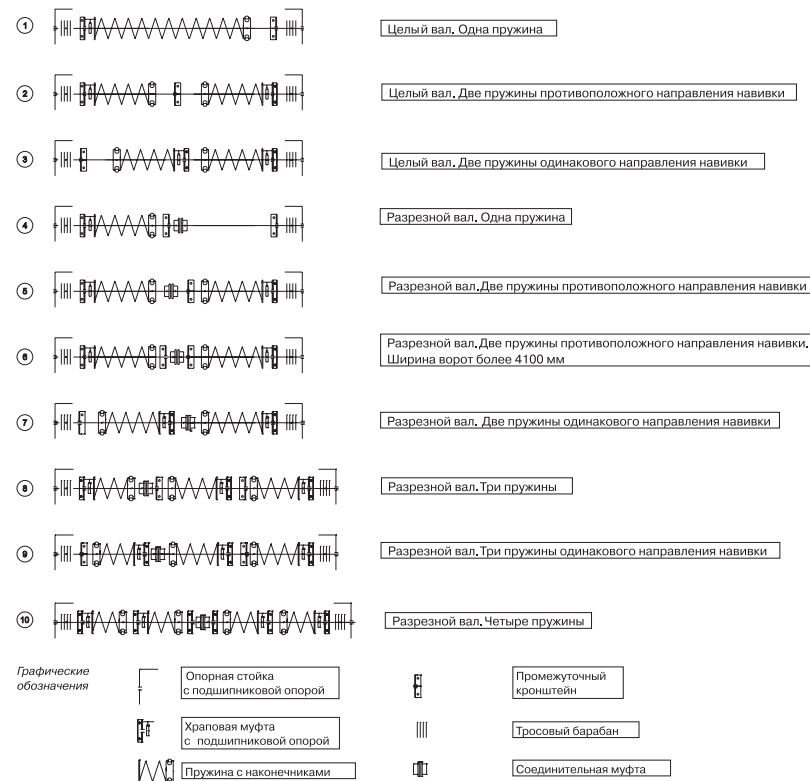 1
Целый вал. Одна пружина
2
Целый вал. Две пружины противоположного направления навивки
3
Целый вал. Две пружины одинакового направления навивки
4
Разрезной вал. Одна пружина
5
Разрезной вал. Две пружины противоположного направления навивки
6
Разрезной вал. Две пружины противоположного направления навивки.
Ширина ворот более 4100 мм
7
Разрезной вал. Две пружины одинакового направления навивки
8
Разрезной вал. Три пружины
9
Разрезной вал. Три пружины одинакового направления навивки
10
Разрезной вал. Четыре пружины
Графические
обозначения
Опорная стойка
с подшипниковой опорой
Промежуточный
кронштейн
Храповая муфта
с подшипниковой опорой
Тросовый барабан
Пружина с наконечниками
Соединительная муфта